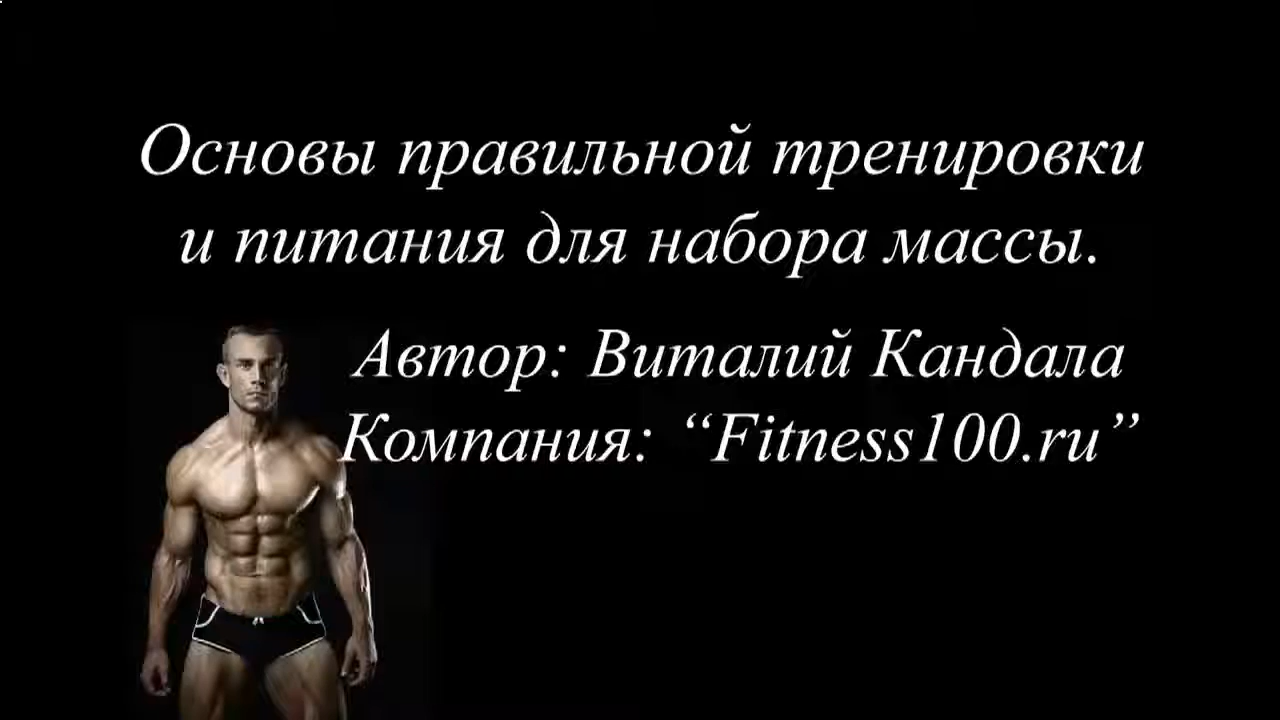 Основы правильной тренировки
и питания для набора массы.
Автор: Виталий Кандала
Компания: “Fitness100.ru”